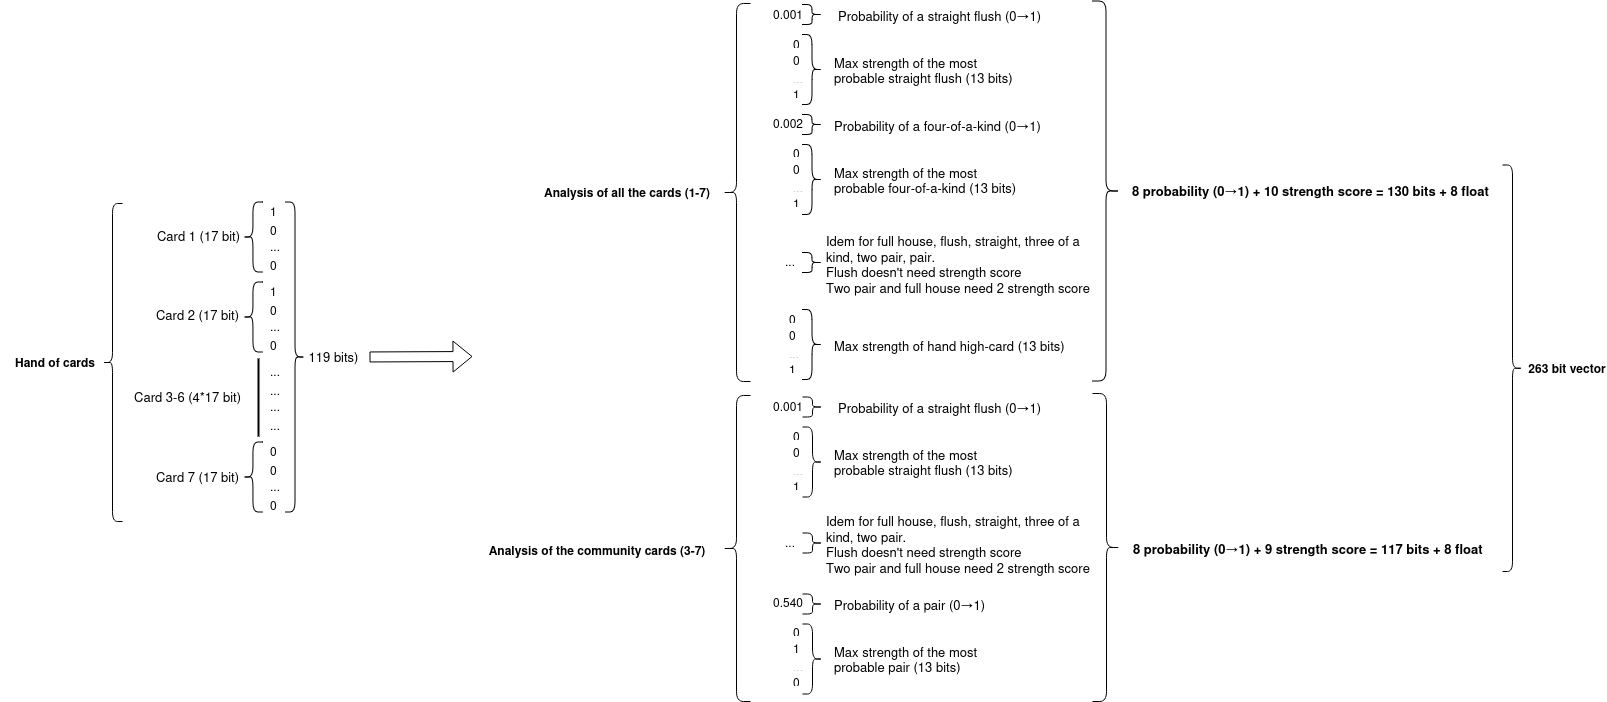 Hand of cards
Card 1 (17 bit)
1
0
...
0
Card 2 (17 bit)
1
0
...
0
Card 3-6 (4*17 bit)
...
...
...
...
Card 7 (17 bit)
0
0
...
0
119 bits)
Analysis of all the cards (1-7)
0.001
Probability of a straight flush (0→1)
0
0
...
1
Max strength of the most
probable straight flush (13 bits)
0.002
Probability of a four-of-a-kind (0→1)
0
0
...
1
Max strength of the most
probable four-of-a-kind (13 bits)
...
Idem for full house, flush, straight, three of a
kind, two pair, pair.
Flush doesn't need strength score
Two pair and full house need 2 strength score
0
0
...
1
Max strength of hand high-card (13 bits)
8 probability (0→1) + 10 strength score = 130 bits + 8 float
Analysis of the community cards (3-7)
0.001
Probability of a straight flush (0→1)
0
0
...
1
Max strength of the most
probable straight flush (13 bits)
...
Idem for full house, flush, straight, three of a
kind, two pair.
Flush doesn't need strength score
Two pair and full house need 2 strength score
0.540
Probability of a pair (0→1)
0
1
...
0
Max strength of the most
probable pair (13 bits)
8 probability (0→1) + 9 strength score = 117 bits + 8 float
263 bit vector